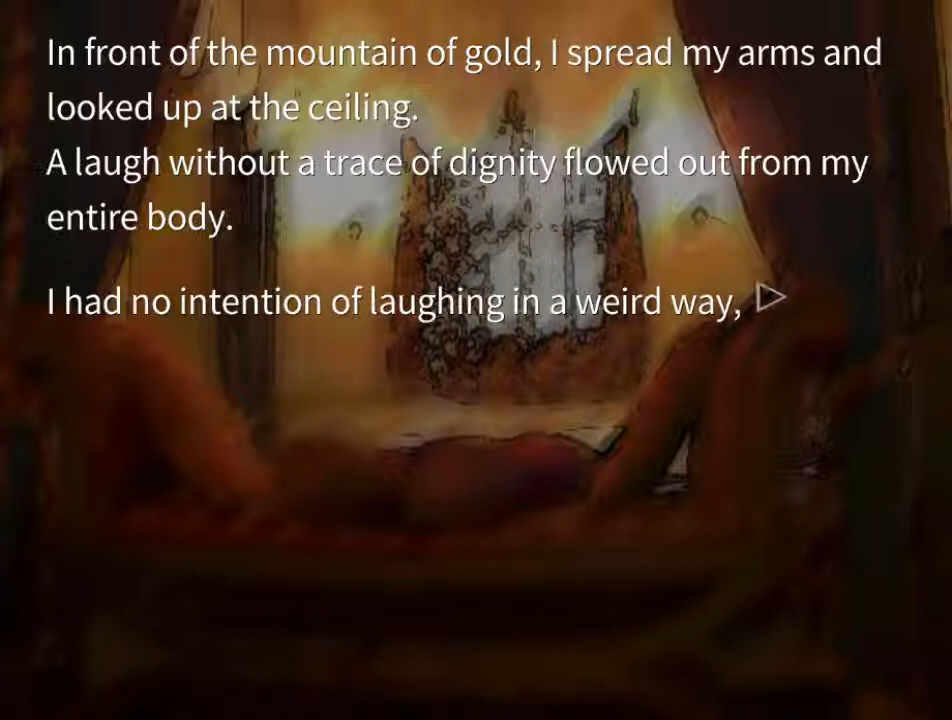 In front of the mountain of gold, I spread my arms and
looked up at the ceiling.
A laugh without a trace of dignity flowed out from my
entire body.
I had no intention of laughing in a weird way,